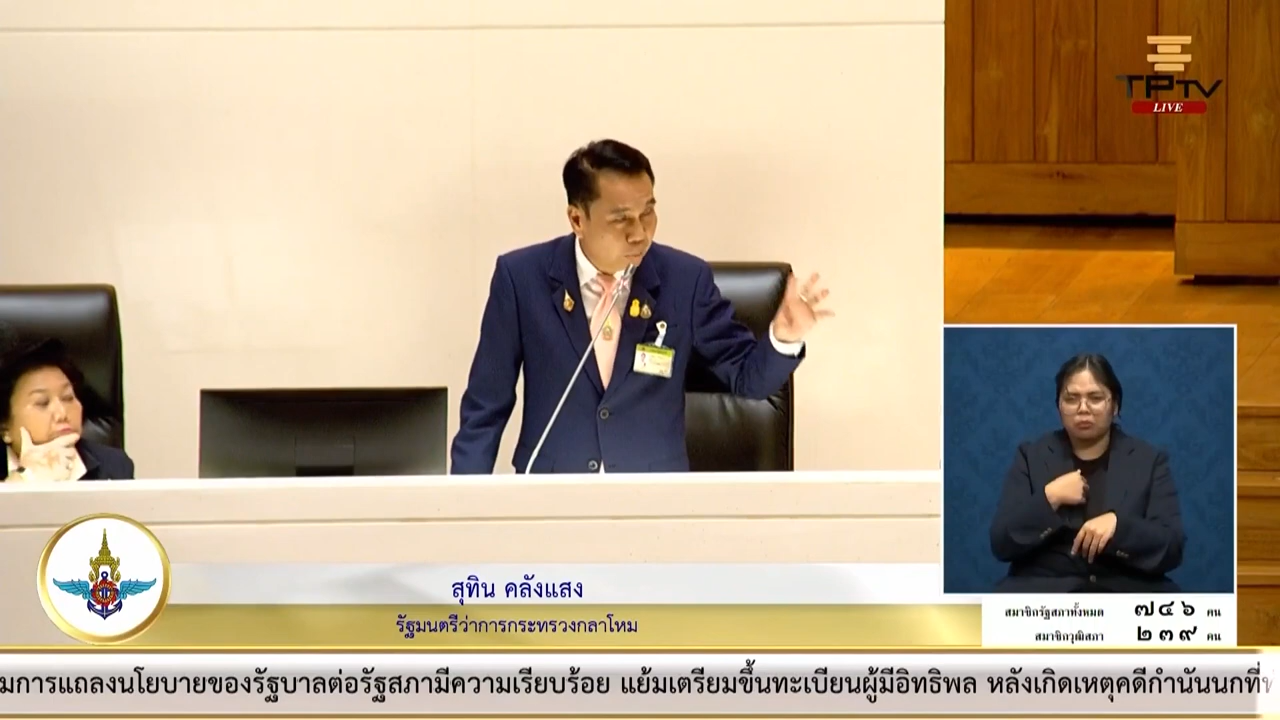 TPTV
LIVE
สุทิน คลังแสง
รัฐมนตรีว่าการกระทรวงกลาโหม
สมาชิกรัฐสภาทั้งหมด ๗๔๖ คน
สมาชิกวุฒิสภา ๒๓๙ คน
มการแถลงนโยบายของรัฐบาลต่อรัฐสภามีความเรียบร้อย แย้มเตรียมขึ้นทะเบียนผู้มีอิทธิพล หลังเกิดเหตุคดีกำนันนกที่